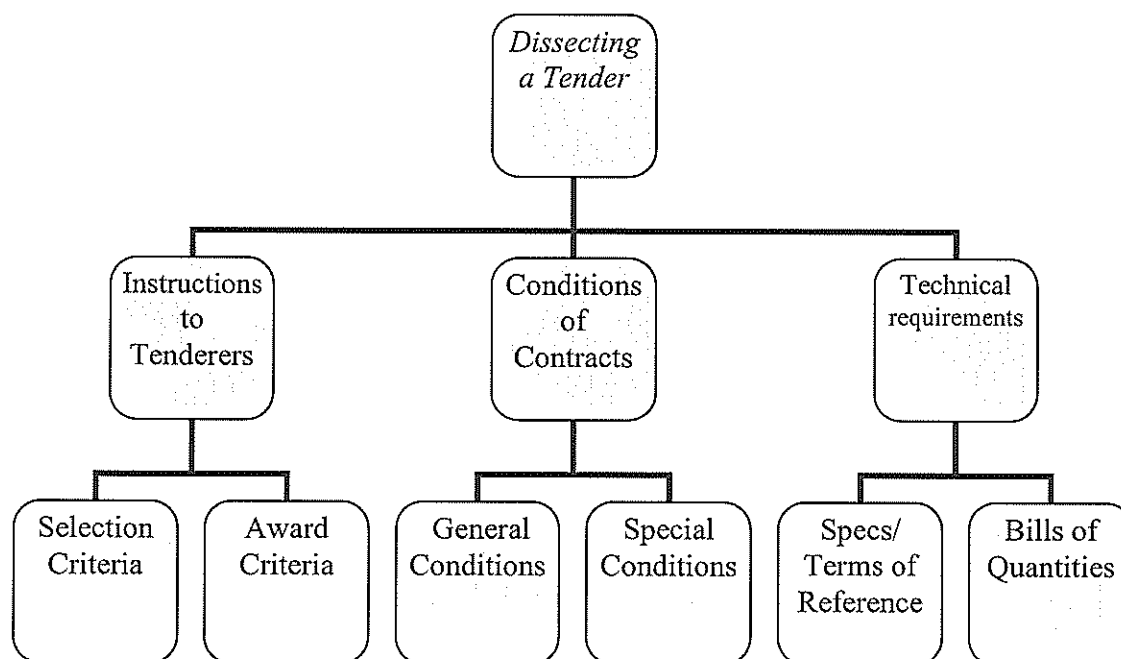 Dissecting
a Tender
Instructions
to
Tenderers
Conditions
of
Contracts
Technical
requirements
Selection
Criteria
Award
Criteria
General
Conditions
Special
Conditions
Specs/
Terms of
Reference
Bills of
Quantities